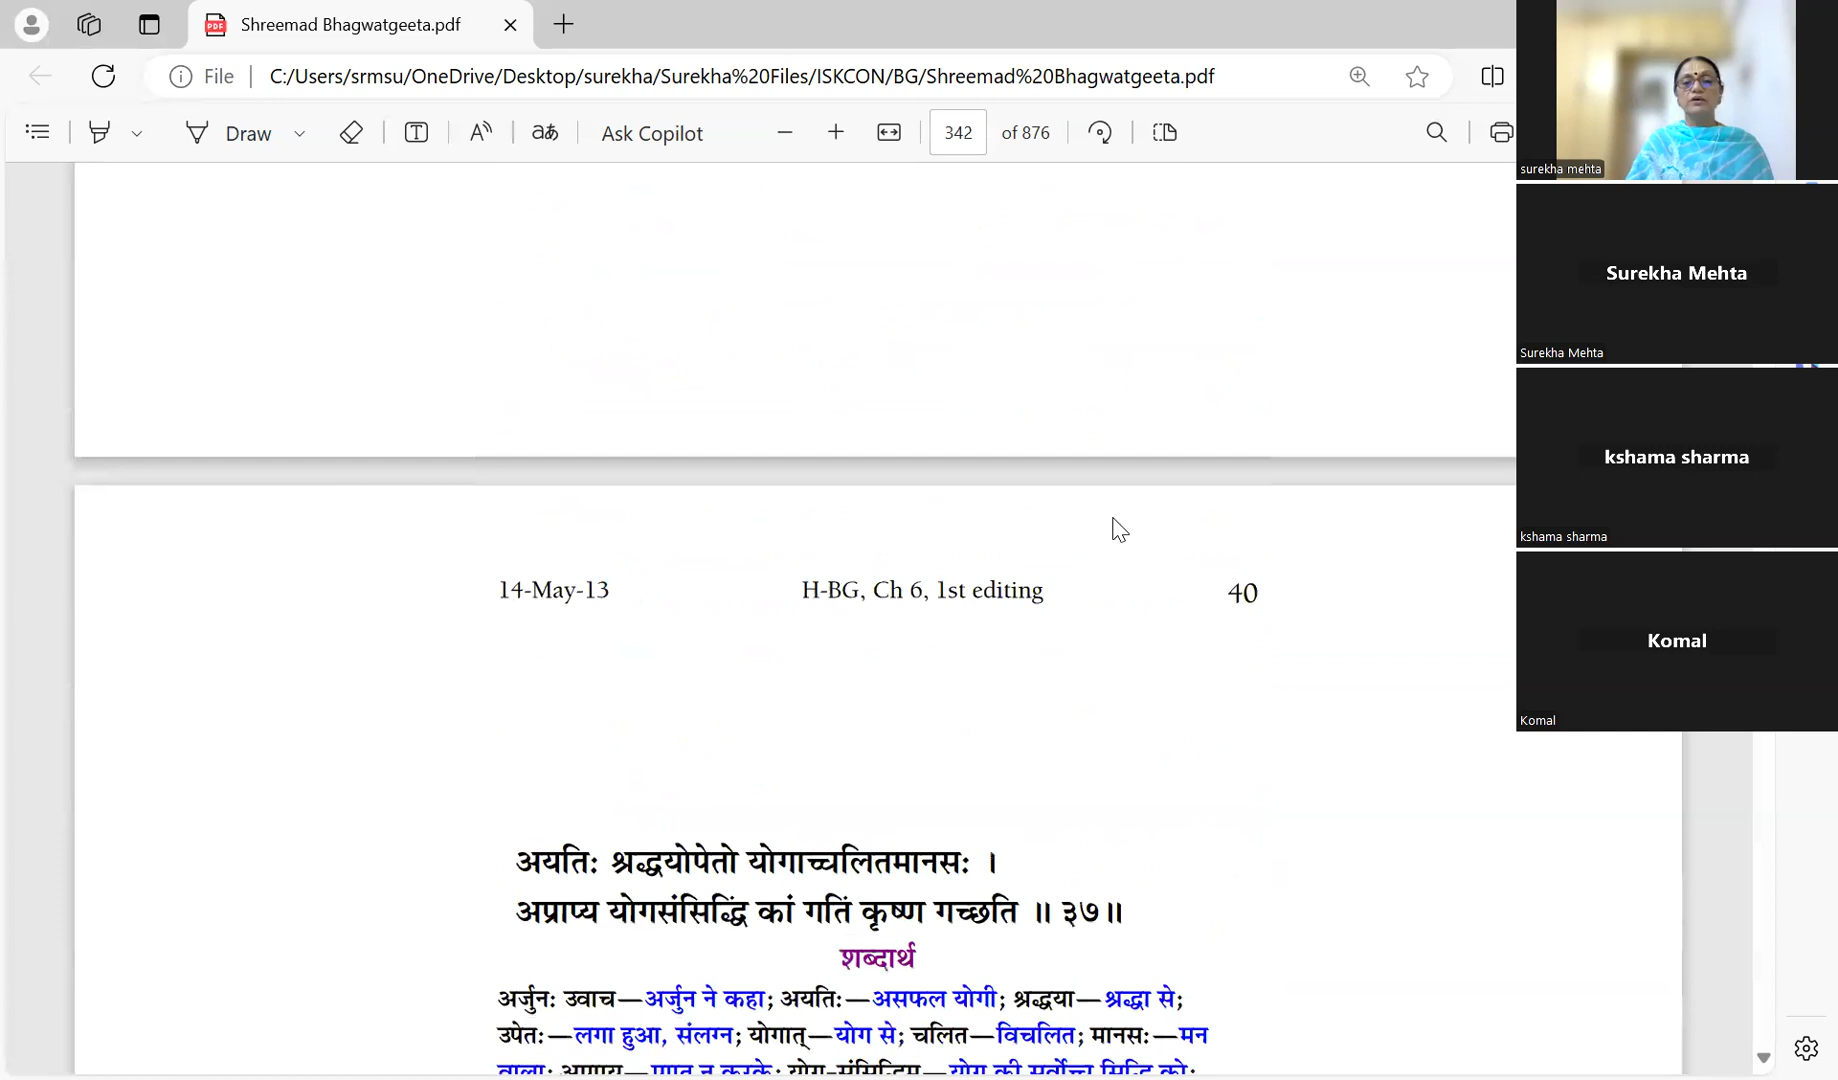 Shreemad Bhagwatgeeta.pdf
File
C:/Users/srmsu/OneDrive/Desktop/surekha/Surekha%20Files/ISKCON/BG/Shreemad%20Bhagwatgeeta.pdf
Draw
Ask Copilot
342 of 876
surekha mehta
Surekha Mehta
Surekha Mehta
kshama sharma
kshama sharma
Komal
Komal
14-May-13 H-BG, Ch 6, 1st editing 40
अयतिः श्रद्धयोपेतो योगाच्चलितमानसः ।
अप्राप्य योगसंसिद्धिं कां गतिं कृष्ण गच्छति ॥ ३७॥
शब्दार्थ
अर्जुनः उवाच—अर्जुन ने कहा; अयतिः—असफल योगी; श्रद्धया—श्रद्धा से;
उपेतः—लगा हुआ, संलग्न; योगात्—योग से; चलित—विचलित; मानसः—मन
वाला; अप्राप्य—प्राप्त न करके; योग-संसिद्धिम्—योग की सर्वोच्च सिद्धि को;